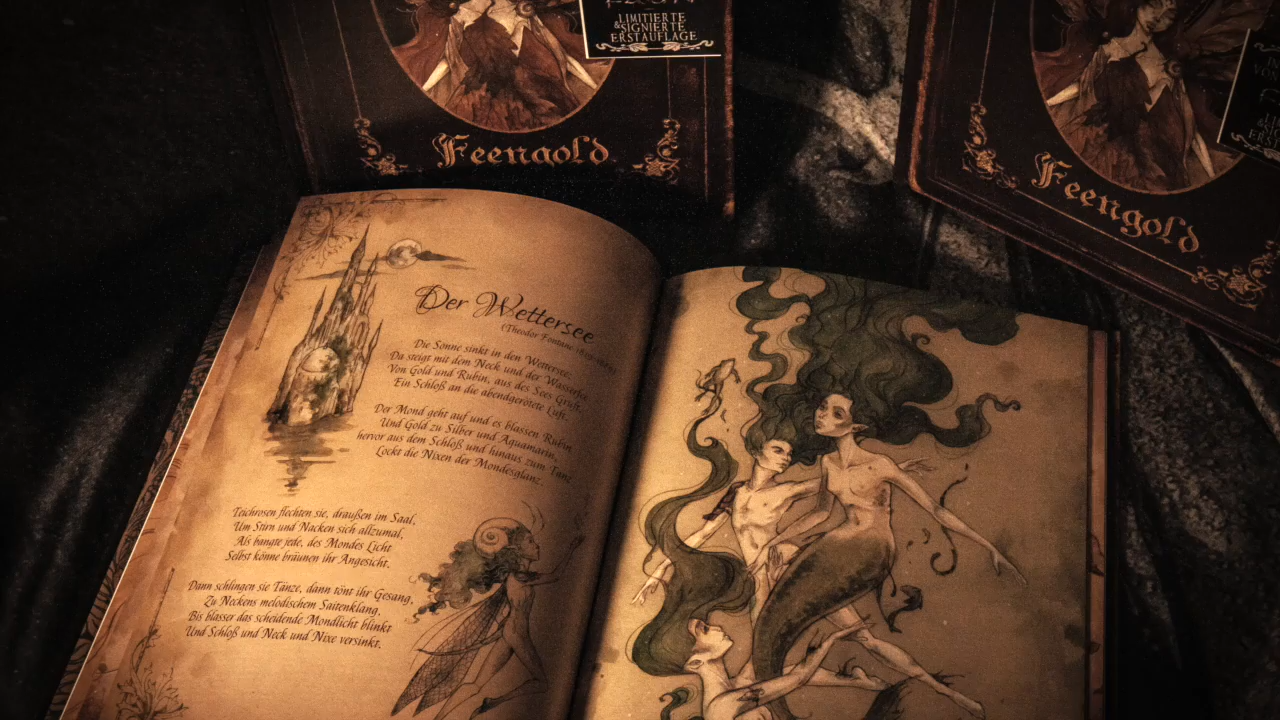 LIMITIERTE
& SIGNIERTE
ERSTAUFLAGE
Feengold
Feengold
Der Wettersee
(Theodor Fontane
Die Sonne sinkt in den Wettersee,
Da steigt mit dem Neck und der Wasserfei
Von Gold und Rubin, aus des Sees Gruft,
Ein Schloß an die abendgerötete Luft.
Der Mond geht auf und es blassen Rubin
Und Gold zu Silber und Aquamarin,
hervor aus dem Schloß und hinaus zum Tanz
Lockt die Nixen der Mondesglanz.
Teichrosen flechten sie, draußen im Saal,
Um Stirn und Nacken sich allzumal,
Als bangte jede, des Mondes Licht
Selbst könne bräunen ihr Angesicht.
Dann schlingen sie Tänze, dann tönt ihr Gesang,
Zu Neckens melodischem Saitenklang,
Bis blasser das scheidende Mondlicht blinkt
Und Schloß und Neck und Nixe versinkt.